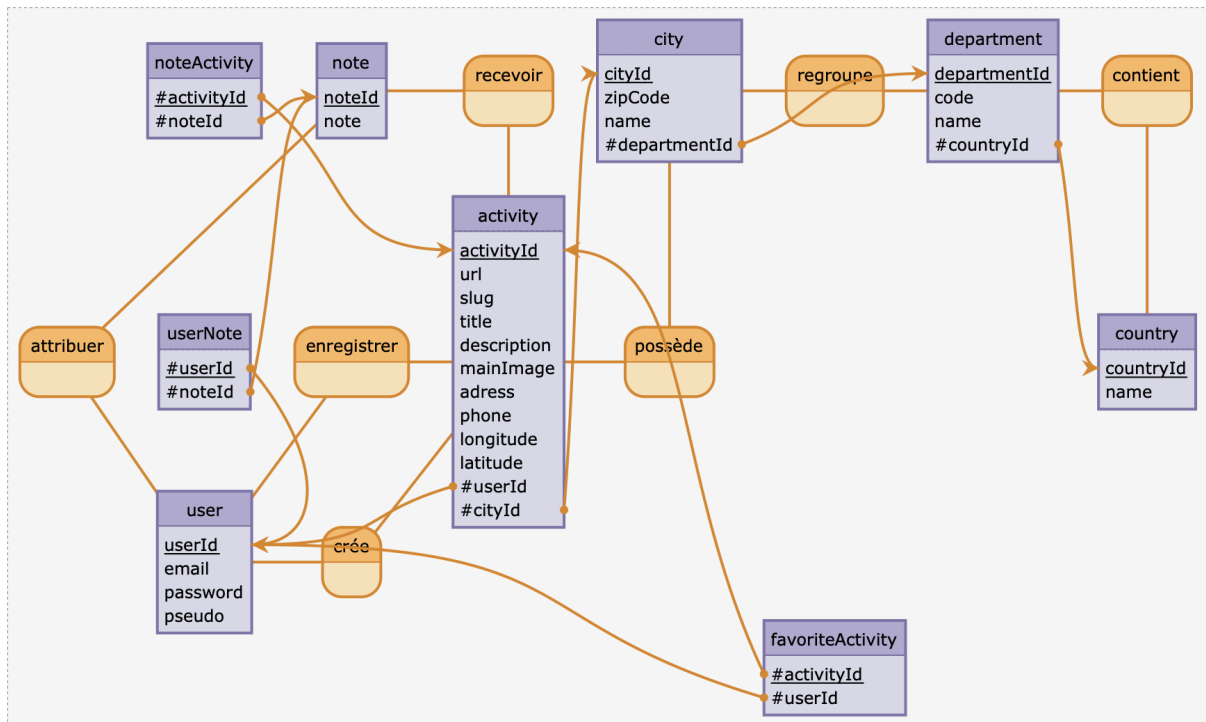 noteActivity
#activityId
#noteId
note
noteId
note
recevoir
city
cityId
zipCode
name
#departmentId
regroupe
department
departmentId
code
name
#countryId
contient
activity
activityId
url
slug
title
description
mainImage
adress
phone
longitude
latitude
#userId
#cityId
attribuer
userNote
#userId
#noteId
enregistrer
possède
country
countryId
name
user
userId
email
password
pseudo
crée
favoriteActivity
#activityId
#userId